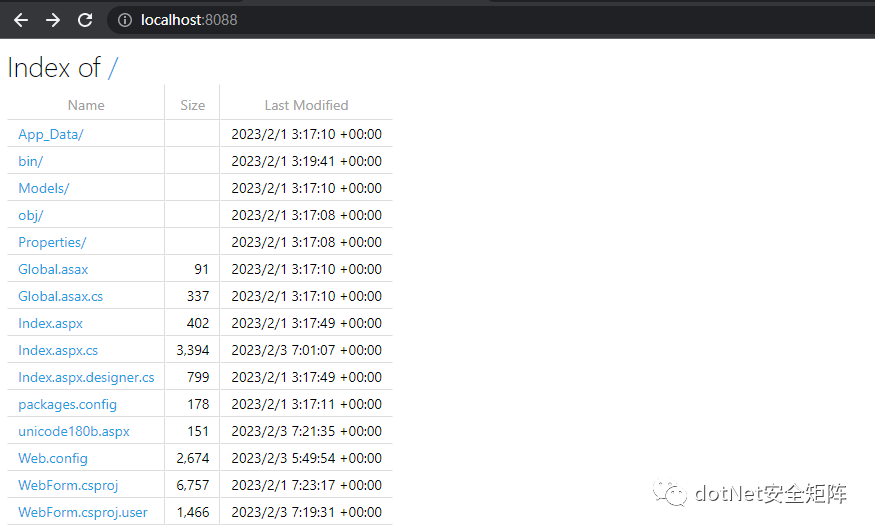 localhost:8088
Index of /
Name Size Last Modified
App_Data/ 2023/2/1 3:17:10 +00:00
bin/ 2023/2/1 3:19:41 +00:00
Models/ 2023/2/1 3:17:10 +00:00
obj/ 2023/2/1 3:17:08 +00:00
Properties/ 2023/2/1 3:17:08 +00:00
Global.asax 91 2023/2/1 3:17:10 +00:00
Global.asax.cs 337 2023/2/1 3:17:10 +00:00
Index.aspx 402 2023/2/1 3:17:49 +00:00
Index.aspx.cs 3,394 2023/2/3 7:01:07 +00:00
Index.aspx.designer.cs 799 2023/2/1 3:17:49 +00:00
packages.config 178 2023/2/1 3:17:11 +00:00
unicode180b.aspx 151 2023/2/3 7:21:35 +00:00
Web.config 2,674 2023/2/3 5:49:54 +00:00
WebForm.csproj 6,757 2023/2/1 7:23:17 +00:00
WebForm.csproj.user 1,466 2023/2/3 7:19:31 +00:00
dotNet安全矩阵